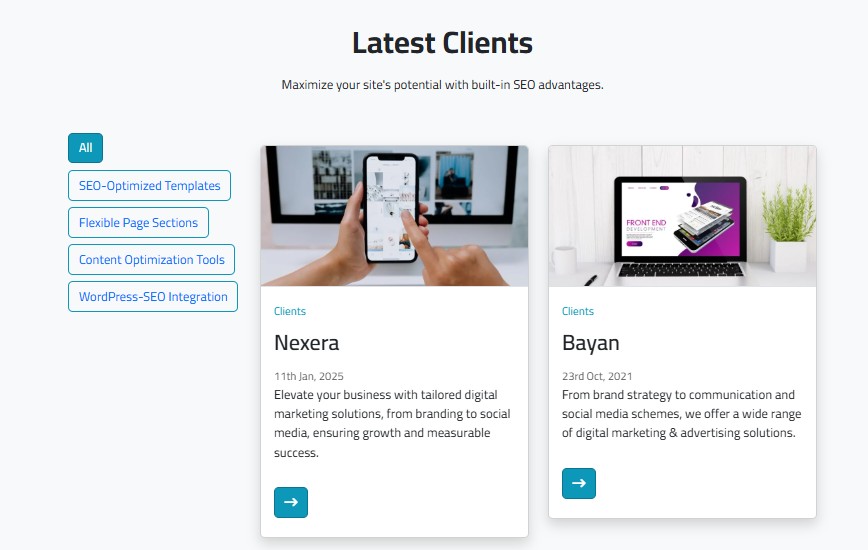 Latest Clients
Maximize your site's potential with built-in SEO advantages.
All
SEO-Optimized Templates
Flexible Page Sections
Content Optimization Tools
WordPress-SEO Integration
FRONT END
DEVELOPMENT
Clients
Nexera
11th Jan, 2025
Elevate your business with tailored digital
marketing solutions, from branding to social
media, ensuring growth and measurable
success.
Clients
Bayan
23rd Oct, 2021
From brand strategy to communication and
social media schemes, we offer a wide range
of digital marketing & advertising solutions.